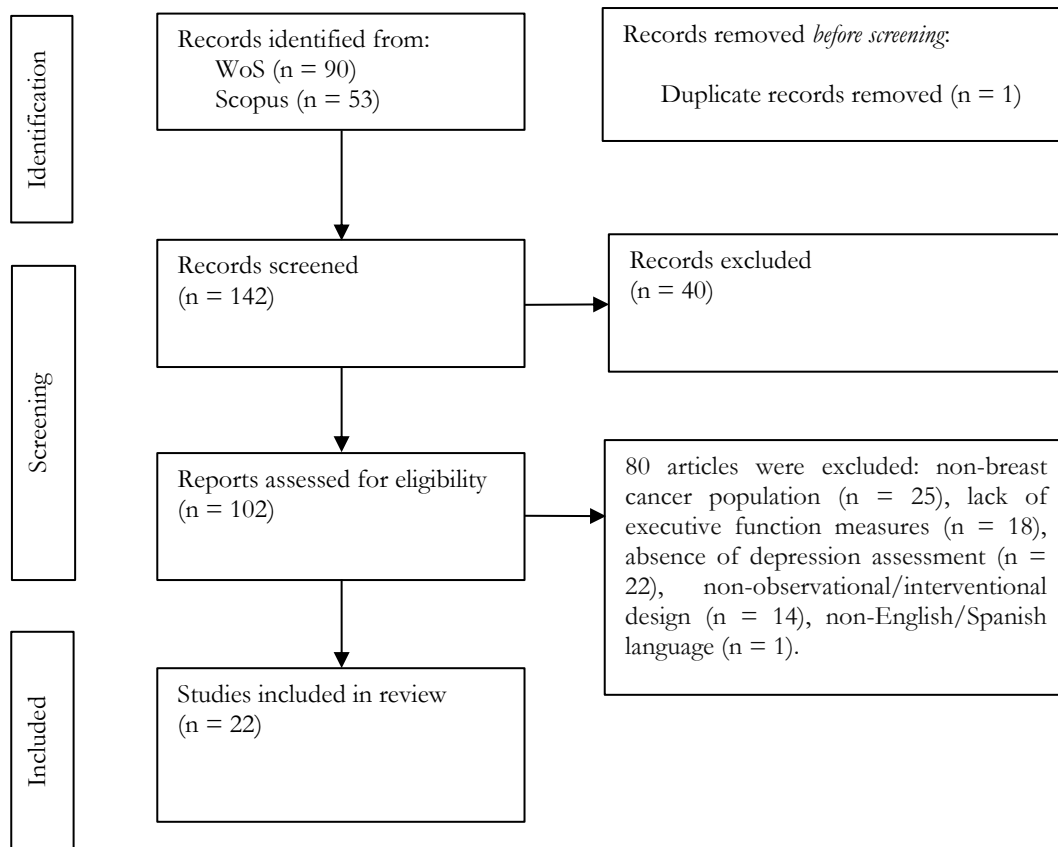 Identification
Records identified from:
WoS (n = 90)
Scopus (n = 53)
Records removed before screening:
Duplicate records removed (n = 1)
Screening
Records screened
(n = 142)
Records excluded
(n = 40)
Reports assessed for eligibility
(n = 102)
80 articles were excluded: non-breast
cancer population (n = 25), lack of
executive function measures (n = 18),
absence of depression assessment (n =
22), non-observational/interventional
design (n = 14), non-English/Spanish
language (n = 1).
Included
Studies included in review
(n = 22)